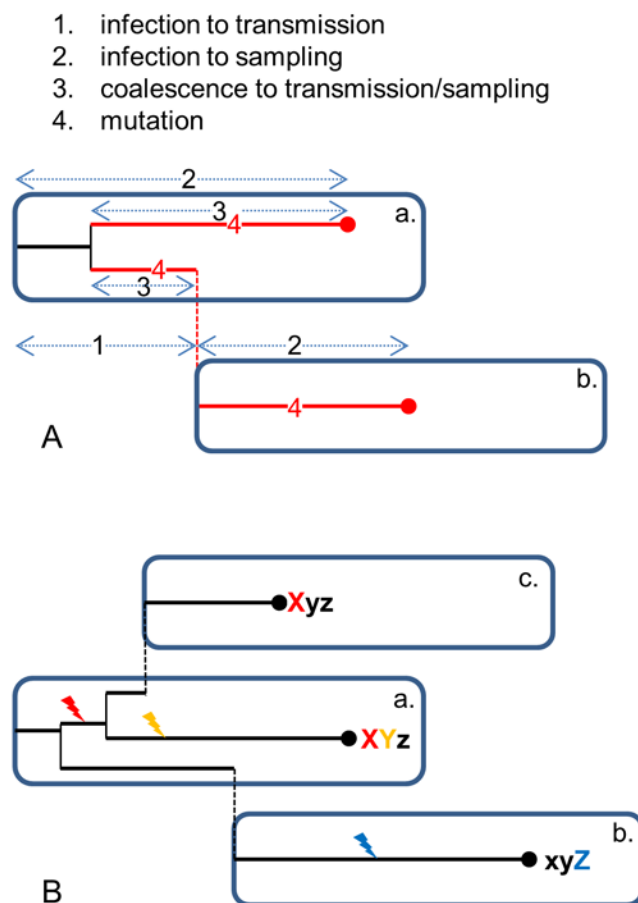 1. infection to transmission
2. infection to sampling
3. coalescence to transmission/sampling
4. mutation
2
a.
3
4
4
3
1
2
b.
4
A
c.
Xyz
a.
XYz
b.
xyZ
B